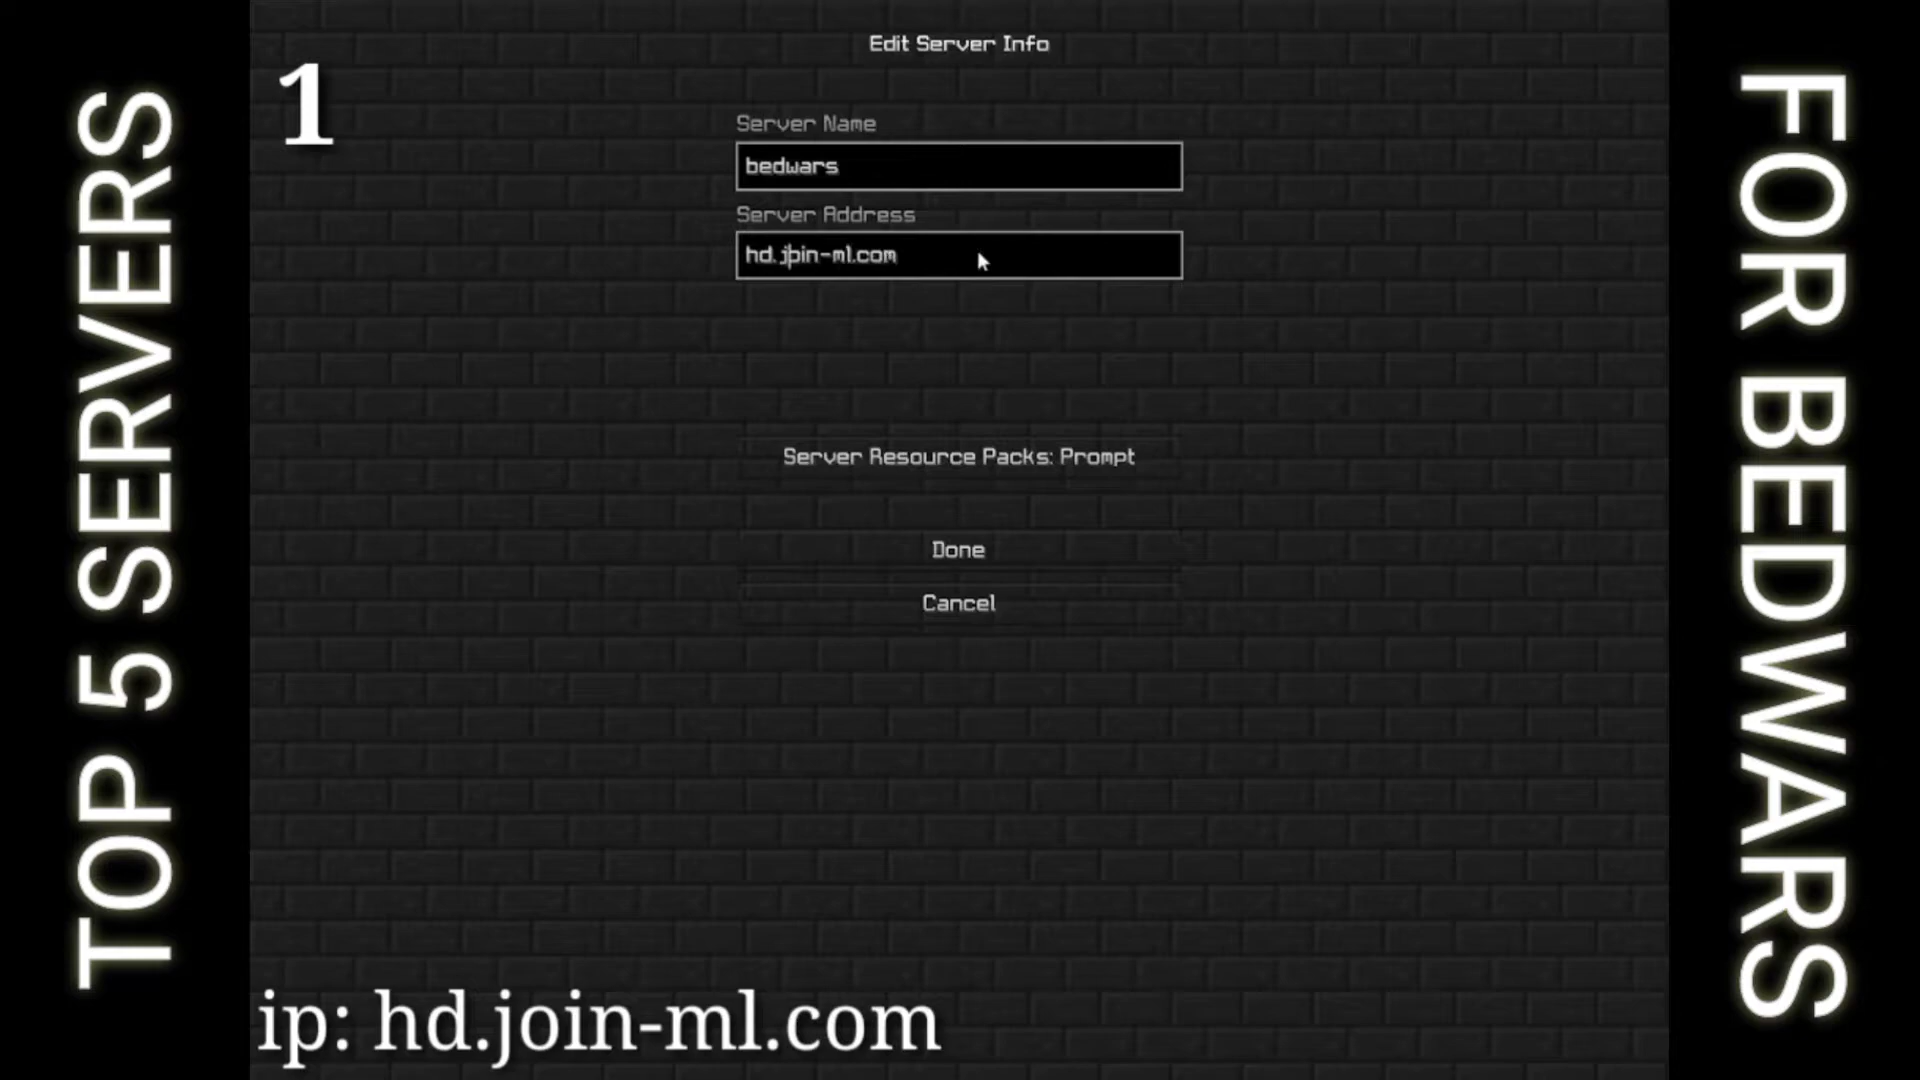 TOP 5 SERVERS
1
Edit Server Info
Server Name
bedwars
Server Address
hd.join-ml.com
Server Resource Packs: Prompt
Done
Cancel
ip: hd.join-ml.com
FOR BEDWARS